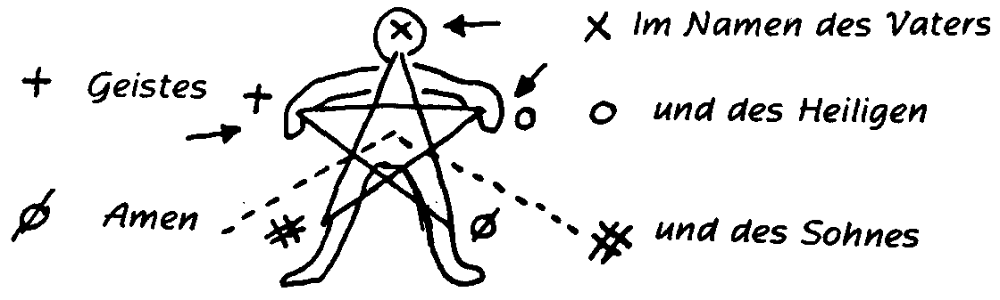 x Im Namen des Vaters
+ Geistes
o und des Heiligen
ø Amen
# und des Sohnes